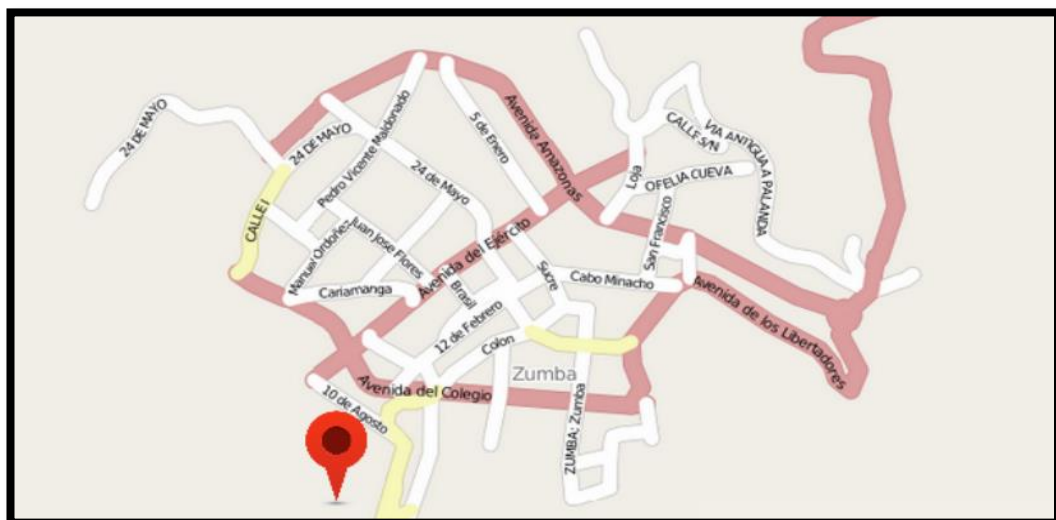 24 DE MAYO
24 DE MAYO
CALLE I
Pedro Vicente Maldonado
24 de Mayo
5 de Enero
Avenida Amazonas
CALLE S/N
VIA ANTIGUA A PALANDA
Loja
OFELIA CUEVA
San Francisco
Manuel Ordoñez
Juan Jose Flores
Avenida del Ejército
Cariamanga
Brasil
Sucre
Cabo Minacho
12 de Febrero
Colon
Avenida de los Libertadores
Zumba
Avenida del Colegio
10 de Agosto
ZUMBA; Zumba